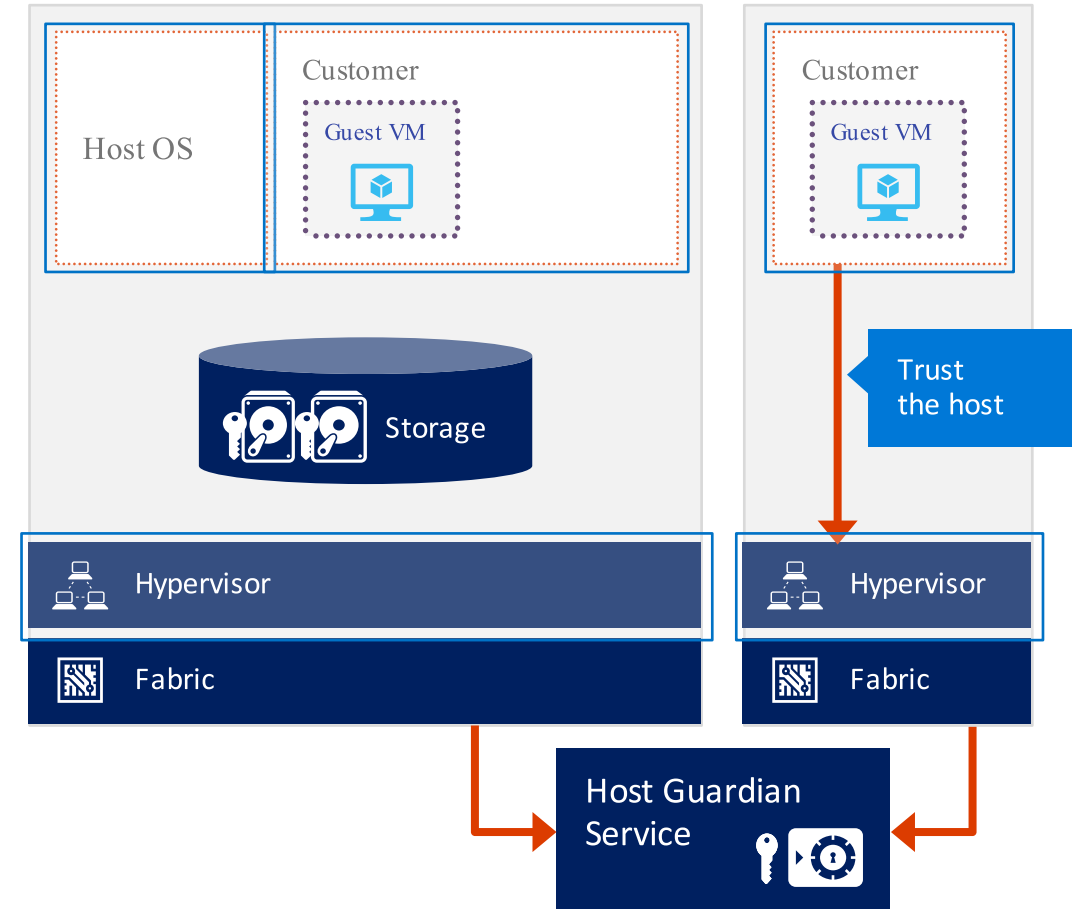 Customer
Guest VM
Host OS
Storage
Hypervisor
Fabric
Customer
Guest VM
Trust
the host
Hypervisor
Fabric
Host Guardian
Service